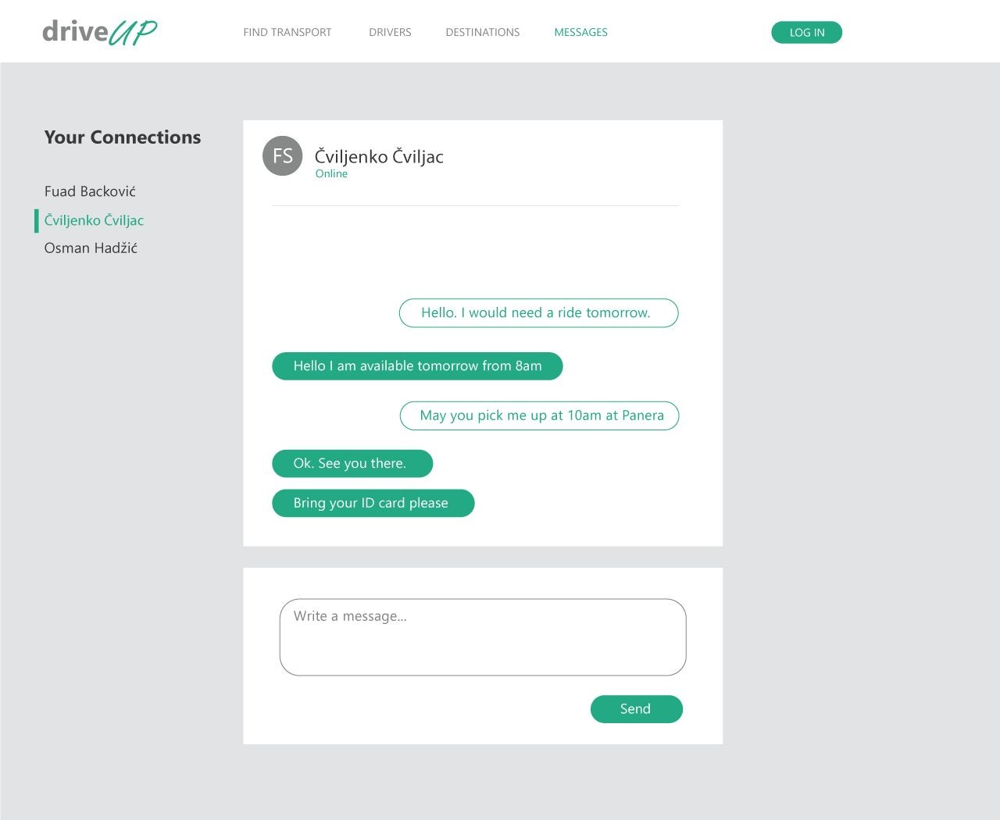 driveUP
FIND TRANSPORT DRIVERS DESTINATIONS MESSAGES LOG IN
Your Connections
Fuad Backović
Čviljenko Čviljac
Osman Hadžić
FS
Čviljenko Čviljac
Online
Hello. I would need a ride tomorrow.
Hello I am available tomorrow from 8am
May you pick me up at 10am at Panera
Ok. See you there.
Bring your ID card please
Write a message...
Send